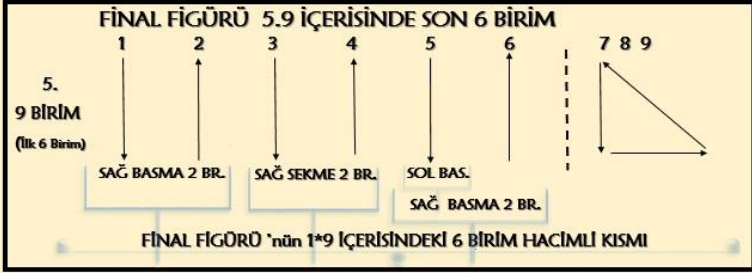 FİNAL FİGÜRÜ 5.9 İÇERİSİNDE SON 6 BİRİM
1 2 3 4 5 6 7 8 9
5.
9 BİRİM
(İlk 6 Birim)
SAĞ BASMA 2 BR. SAĞ SEKME 2 BR. SOL BAS.
SAĞ BASMA 2 BR.
FİNAL FİGÜRÜ 'nün 1*9 İÇERİSİNDEKİ 6 BİRİM HACİMLİ KISMI